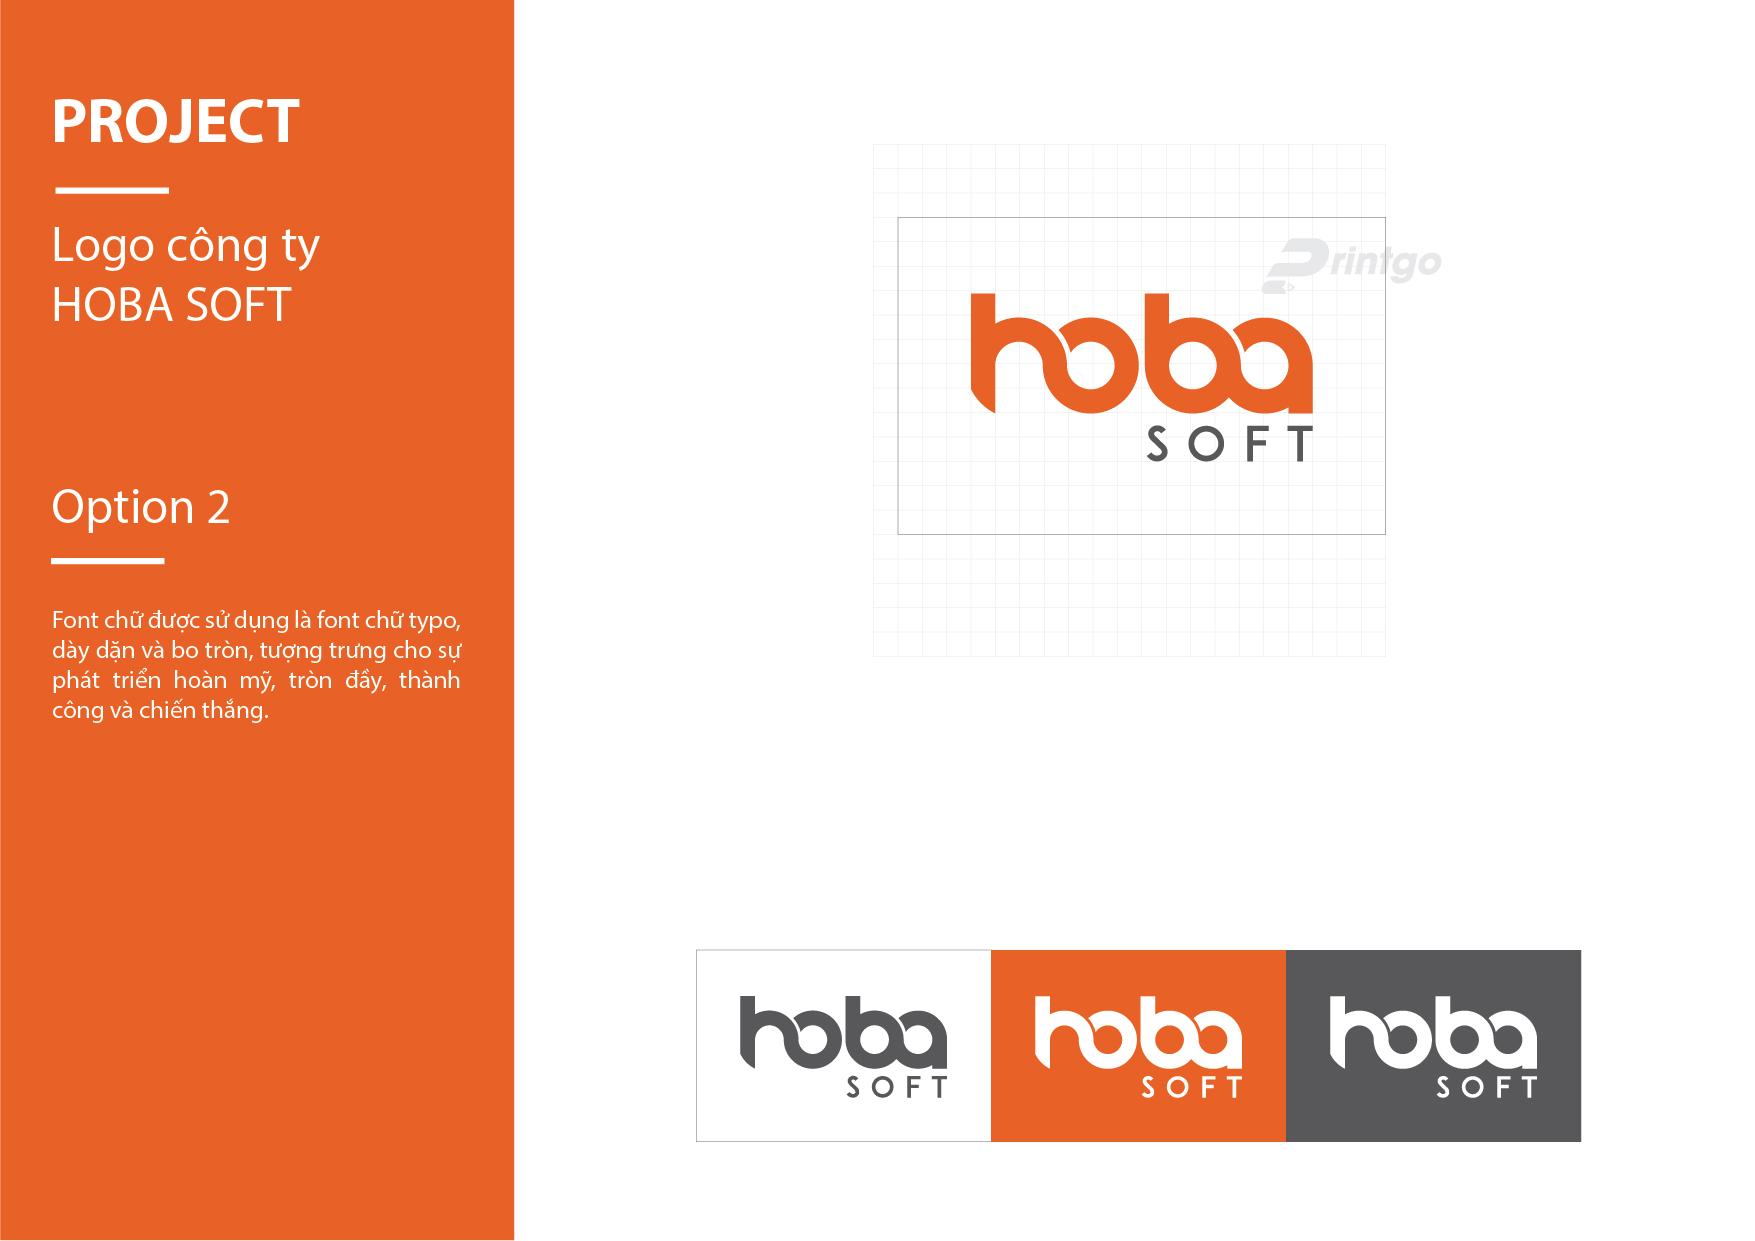 PROJECT
Logo công ty
HOBA SOFT
Option 2
Font chữ được sử dụng là font chữ typo,
dày dặn và bo tròn, tượng trưng cho sự
phát triển hoàn mỹ, tròn đầy, thành
công và chiến thắng.
Printgo
hoba
SOFT
hoba
SOFT
hoba
SOFT
hoba
SOFT